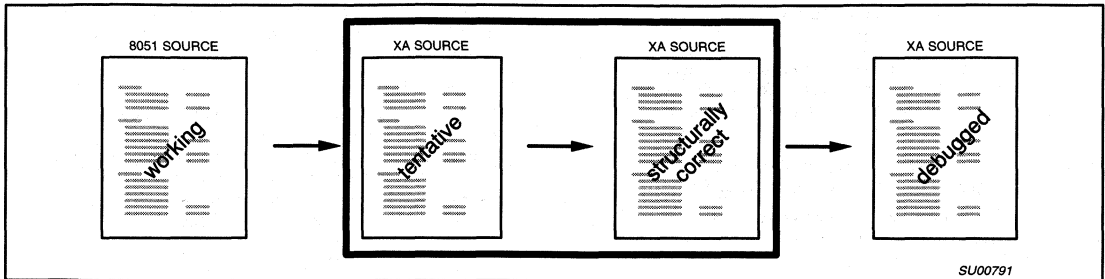 8051 SOURCE
XA SOURCE
XA SOURCE
XA SOURCE
working
tentative
structurally
correct
debugged
SU00791